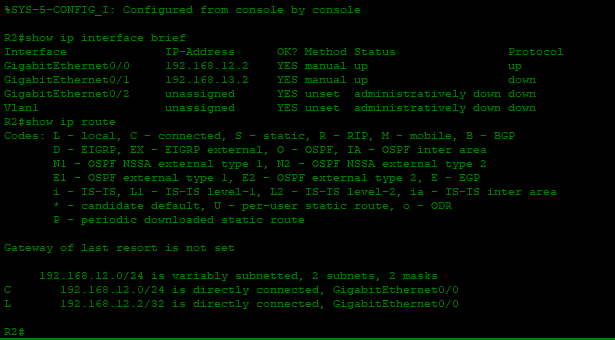 %SYS-5-CONFIG_I: Configured from console by console
R2#show ip interface brief
Interface              IP-Address      OK? Method Status                Protocol
GigabitEthernet0/0     192.168.12.2    YES manual up                    up
GigabitEthernet0/1     192.168.13.2    YES manual up                    down
GigabitEthernet0/2     unassigned      YES unset  administratively down down
Vlan1                  unassigned      YES unset  administratively down down
R2#show ip route
Codes: L - local, C - connected, S - static, R - RIP, M - mobile, B - BGP
       D - EIGRP, EX - EIGRP external, O - OSPF, IA - OSPF inter area
       N1 - OSPF NSSA external type 1, N2 - OSPF NSSA external type 2
       E1 - OSPF external type 1, E2 - OSPF external type 2, E - EGP
       i - IS-IS, L1 - IS-IS level-1, L2 - IS-IS level-2, ia - IS-IS inter area
       * - candidate default, U - per-user static route, o - ODR
       P - periodic downloaded static route
Gateway of last resort is not set
     192.168.12.0/24 is variably subnetted, 2 subnets, 2 masks
C       192.168.12.0/24 is directly connected, GigabitEthernet0/0
L       192.168.12.2/32 is directly connected, GigabitEthernet0/0
R2#